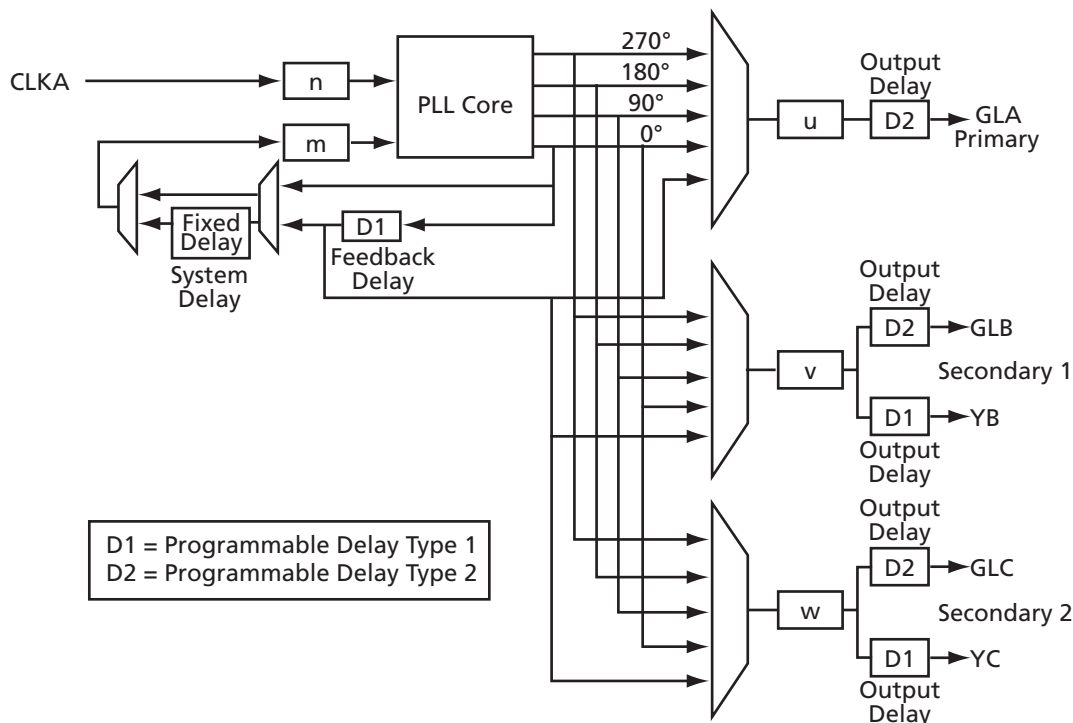 CLKA
n
m
PLL Core
270°
180°
90°
0°
Fixed
Delay
System
Delay
D1
Feedback
Delay
u
Output
Delay
D2
GLA
Primary
v
Output
Delay
D2
GLB
Secondary 1
D1
YB
Output
Delay
w
Output
Delay
D2
GLC
Secondary 2
D1
YC
Output
Delay
D1 = Programmable Delay Type 1
D2 = Programmable Delay Type 2